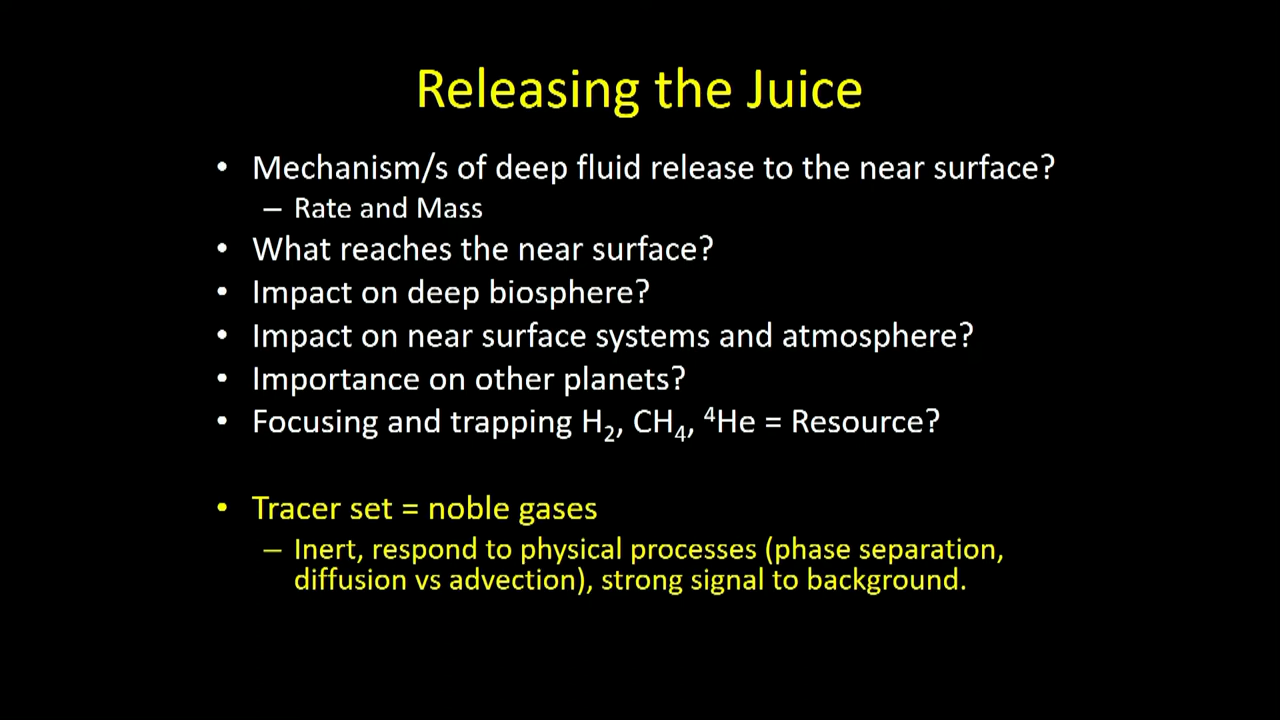 Releasing the Juice
• Mechanism/s of deep fluid release to the near surface?
– Rate and Mass
• What reaches the near surface?
• Impact on deep biosphere?
• Impact on near surface systems and atmosphere?
• Importance on other planets?
• Focusing and trapping H₂, CH₄, ⁴He = Resource?
• Tracer set = noble gases
– Inert, respond to physical processes (phase separation,
diffusion vs advection), strong signal to background.